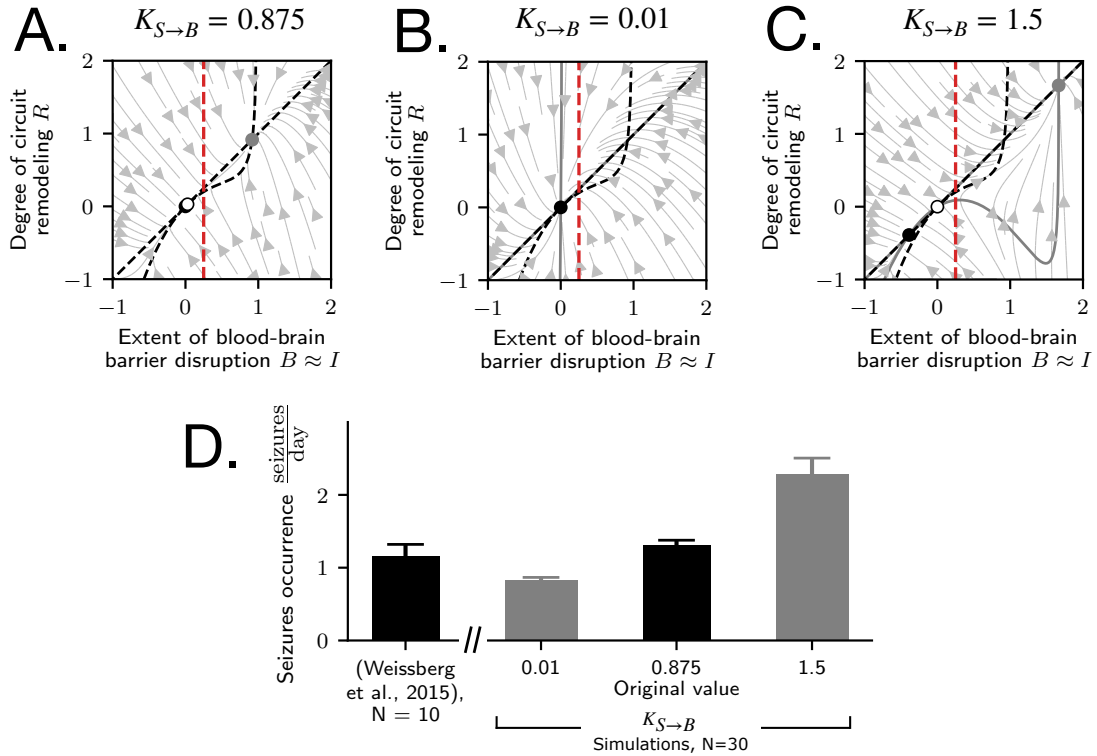 A.
K_{S→B} = 0.875
B.
K_{S→B} = 0.01
C.
K_{S→B} = 1.5
2
1
0
−1
Degree of circuit
remodeling R
−1 0 1 2
Extent of blood-brain
barrier disruption B ≈ I
2
1
0
−1
Degree of circuit
remodeling R
−1 0 1 2
Extent of blood-brain
barrier disruption B ≈ I
2
1
0
−1
Degree of circuit
remodeling R
−1 0 1 2
Extent of blood-brain
barrier disruption B ≈ I
D.
Seizures occurrence seizures/day
2
1
0
(Weissberg
et al., 2015),
N = 10
//
0.01 0.875 1.5
Original value
K_{S→B}
Simulations, N=30